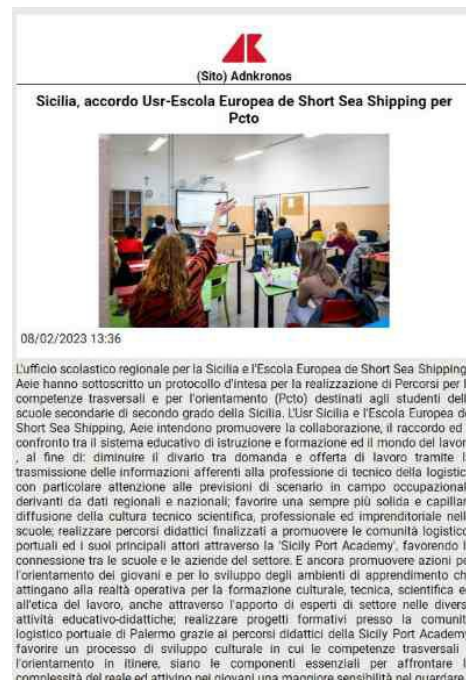 (Sito) Adnkronos
Sicilia, accordo Usr-Escola Europea de Short Sea Shipping per
Pcto
08/02/2023 13:36
L'ufficio scolastico regionale per la Sicilia e l'Escola Europea de Short Sea Shipping
Aeie hanno sottoscritto un protocollo d'intesa per la realizzazione di Percorsi per
competenze trasversali e per l'orientamento (Pcto) destinati agli studenti
scuole secondarie di secondo grado della Sicilia. L'Usr Sicilia e l'Escola Europea
Short Sea Shipping, Aeie intendono promuovere la collaborazione, il raccordo ed
confronto tra il sistema educativo di istruzione e formazione ed il mondo del
, al fine di: diminuire il divario tra domanda e offerta di lavoro tramite
trasmissione delle informazioni afferenti alla professione di tecnico della
con particolare attenzione alle previsioni di scenario in campo
derivanti da dati regionali e nazionali; favorire una sempre più solida e
diffusione della cultura tecnico scientifica, professionale ed imprenditoriale
scuole; realizzare percorsi didattici finalizzati a promuovere le comunità
portuali ed i suoi principali attori attraverso la 'Sicily Port Academy', favorendo
connessione tra le scuole e le aziende del settore. E ancora promuovere azioni
l'orientamento dei giovani e per lo sviluppo degli ambienti di apprendimento
attingano alla realtà operativa per la formazione culturale, tecnica, scientifica
all'etica del lavoro, anche attraverso l'apporto di esperti di settore nelle
attività educativo-didattiche; realizzare progetti formativi presso la
logistico portuale di Palermo grazie ai percorsi didattici della Sicily Port
favorire un processo di sviluppo culturale in cui le competenze trasversali
l'orientamento in itinere, siano le componenti essenziali per affrontare
complessità del reale ed attivino nei giovani una maggiore sensibilità nel guardare